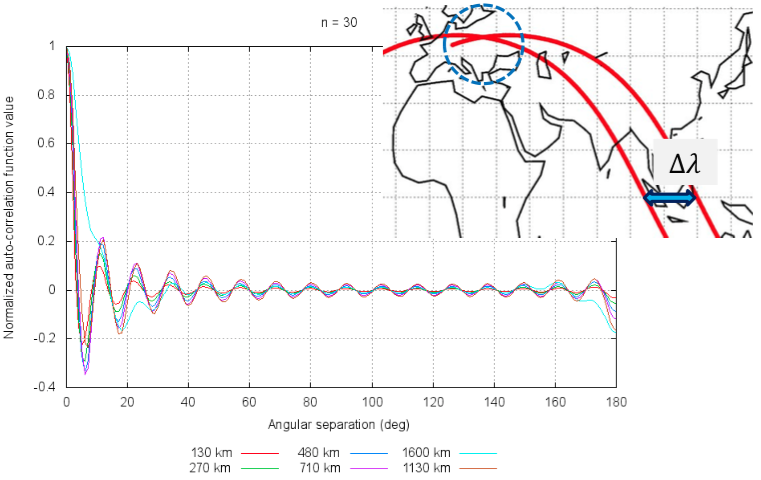 n = 30
Δλ
Normalized auto-correlation function value
1
0.8
0.6
0.4
0.2
0
-0.2
-0.4
0 20 40 60 80 100 120 140 160 180
Angular separation (deg)
130 km 480 km 1600 km
270 km 710 km 1130 km